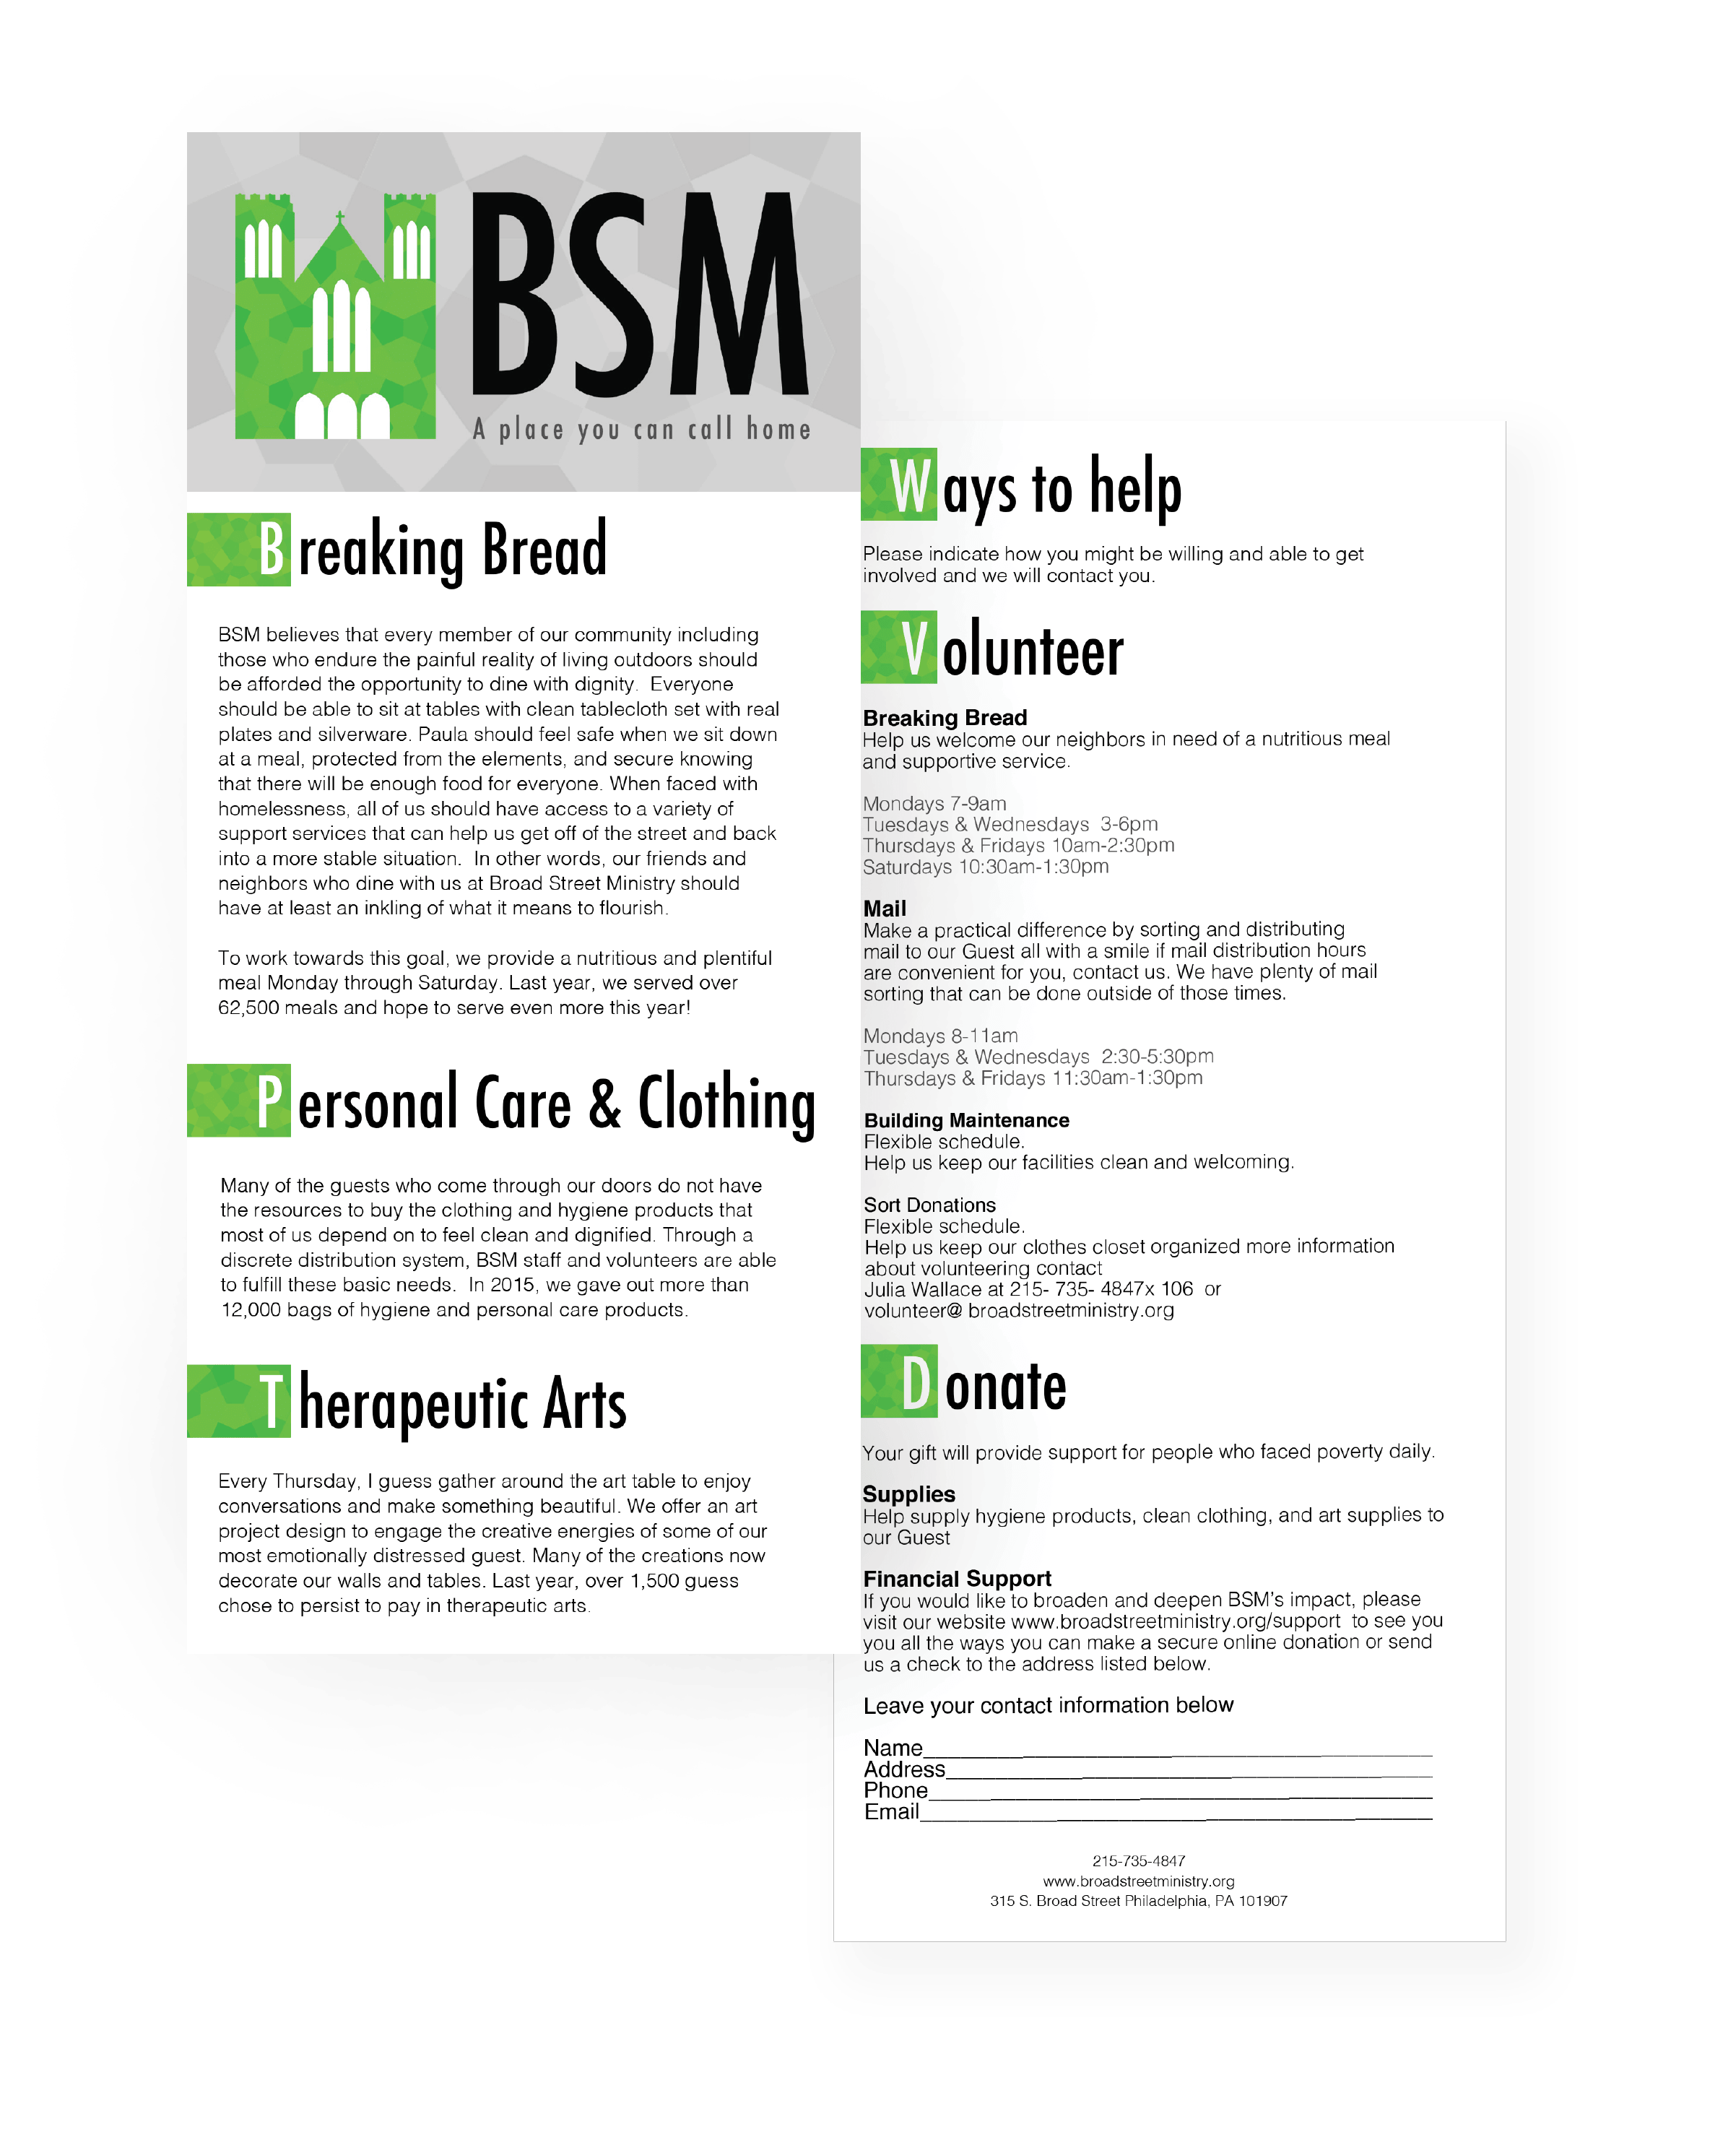 BSM
A place you can call home
Breaking Bread
BSM believes that every member of our community including
those who endure the painful reality of living outdoors should
be afforded the opportunity to dine with dignity.  Everyone
should be able to sit at tables with clean tablecloth set with real
plates and silverware. Paula should feel safe when we sit down
at a meal, protected from the elements, and secure knowing
that there will be enough food for everyone. When faced with
homelessness, all of us should have access to a variety of
support services that can help us get off of the street and back
into a more stable situation.  In other words, our friends and
neighbors who dine with us at Broad Street Ministry should
have at least an inkling of what it means to flourish.
To work towards this goal, we provide a nutritious and plentiful
meal Monday through Saturday. Last year, we served over
62,500 meals and hope to serve even more this year!
Personal Care & Clothing
Many of the guests who come through our doors do not have
the resources to buy the clothing and hygiene products that
most of us depend on to feel clean and dignified. Through a
discrete distribution system, BSM staff and volunteers are able
to fulfill these basic needs.  In 2015, we gave out more than
12,000 bags of hygiene and personal care products.
Therapeutic Arts
Every Thursday, I guess gather around the art table to enjoy
conversations and make something beautiful. We offer an art
project design to engage the creative energies of some of our
most emotionally distressed guest. Many of the creations now
decorate our walls and tables. Last year, over 1,500 guess
chose to persist to pay in therapeutic arts.
Ways to help
Please indicate how you might be willing and able to get
involved and we will contact you.
Volunteer
Breaking Bread
Help us welcome our neighbors in need of a nutritious meal
and supportive service.
Mondays 7-9am
Tuesdays & Wednesdays  3-6pm
Thursdays & Fridays 10am-2:30pm
Saturdays 10:30am-1:30pm
Mail
Make a practical difference by sorting and distributing
mail to our Guest all with a smile if mail distribution hours
are convenient for you, contact us. We have plenty of mail
sorting that can be done outside of those times.
Mondays 8-11am
Tuesdays & Wednesdays  2:30-5:30pm
Thursdays & Fridays 11:30am-1:30pm
Building Maintenance
Flexible schedule.
Help us keep our facilities clean and welcoming.
Sort Donations
Flexible schedule.
Help us keep our clothes closet organized more information
about volunteering contact
Julia Wallace at 215- 735- 4847x 106  or
volunteer@ broadstreetministry.org
Donate
Your gift will provide support for people who faced poverty daily.
Supplies
Help supply hygiene products, clean clothing, and art supplies to
our Guest
Financial Support
If you would like to broaden and deepen BSM's impact, please
visit our website www.broadstreetministry.org/support  to see you
you all the ways you can make a secure online donation or send
us a check to the address listed below.
Leave your contact information below
Name
Address
Phone
Email
215-735-4847
www.broadstreetministry.org
315 S. Broad Street Philadelphia, PA 101907